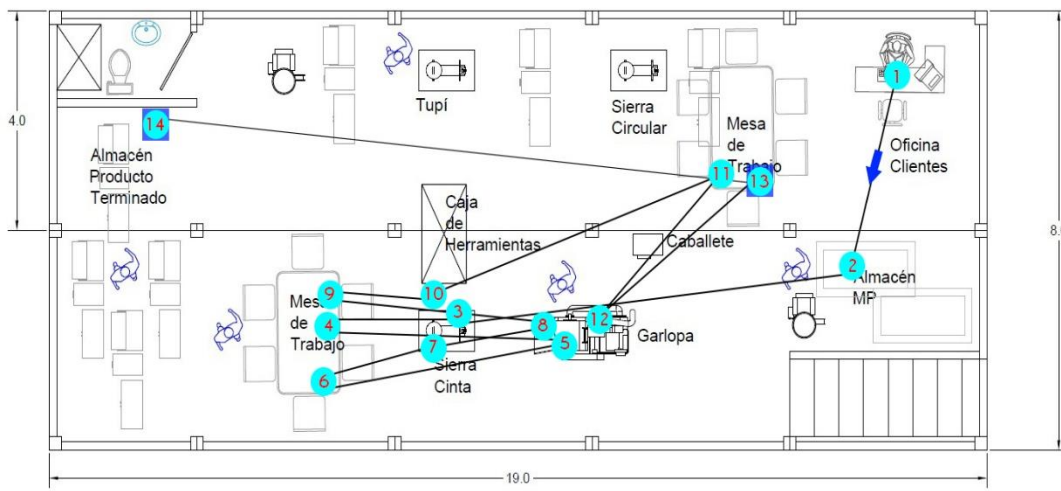 4.0
14
Almacén
Producto
Terminado
Tupí
Sierra
Circular
Mesa
de
Trabajo
11
13
1
Oficina
Clientes
Caja
de
Herramientas
Caballete
2
Almacén
MP
9
Mesa
de
Trabajo
4
6
10
3
7
Sierra
Cinta
8
5
12
Garlopa
19.0